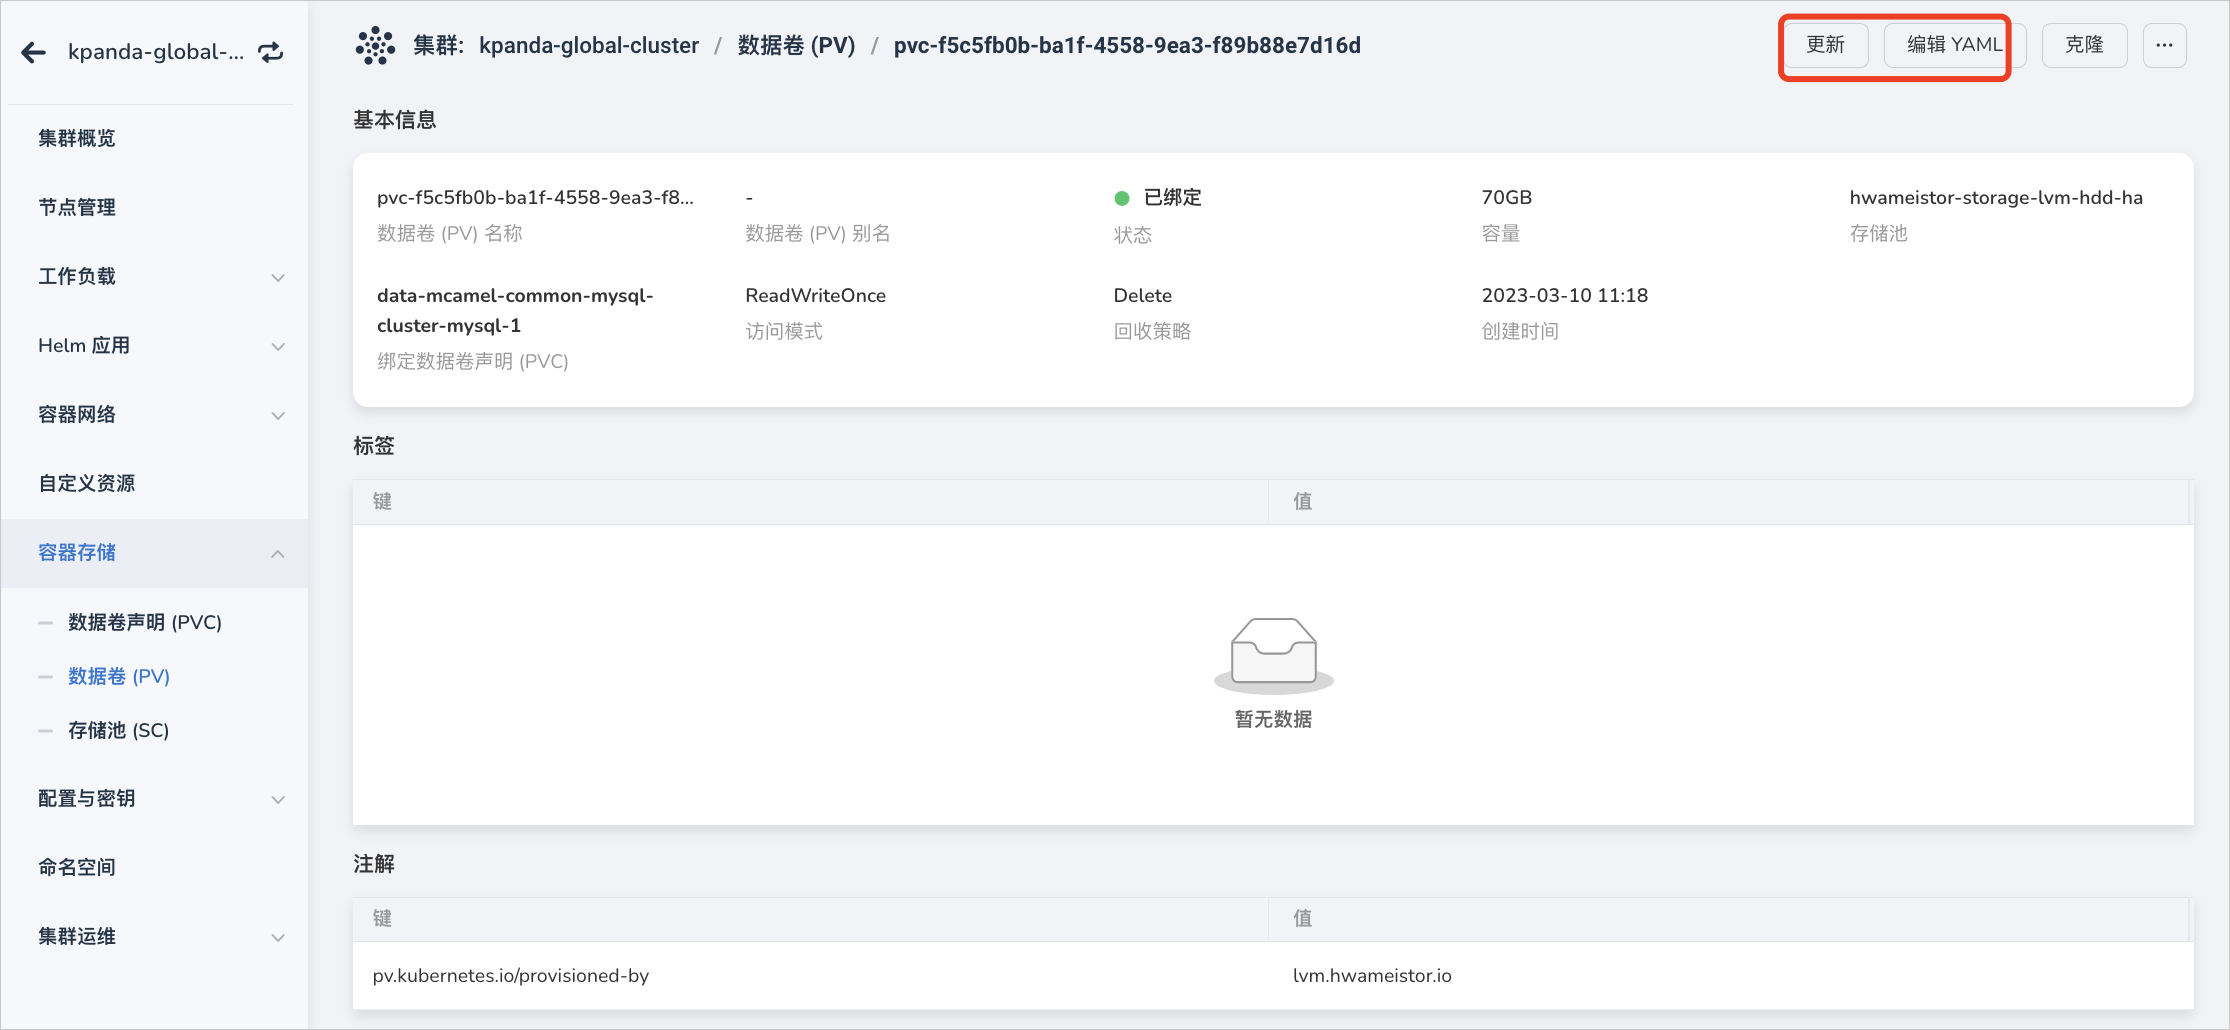 kpanda-global-...
集群概览
节点管理
工作负载
Helm 应用
容器网络
自定义资源
容器存储
数据卷声明 (PVC)
数据卷 (PV)
存储池 (SC)
配置与密钥
命名空间
集群运维
集群: kpanda-global-cluster / 数据卷 (PV) / pvc-f5c5fb0b-ba1f-4558-9ea3-f89b88e7d16d
更新
编辑 YAML
克隆
基本信息
pvc-f5c5fb0b-ba1f-4558-9ea3-f8...
数据卷 (PV) 名称
-
数据卷 (PV) 别名
已绑定
状态
70GB
容量
hwameistor-storage-lvm-hdd-ha
存储池
data-mcamel-common-mysql-
cluster-mysql-1
绑定数据卷声明 (PVC)
ReadWriteOnce
访问模式
Delete
回收策略
2023-03-10 11:18
创建时间
标签
键
值
暂无数据
注解
键
值
pv.kubernetes.io/provisioned-by
lvm.hwameistor.io